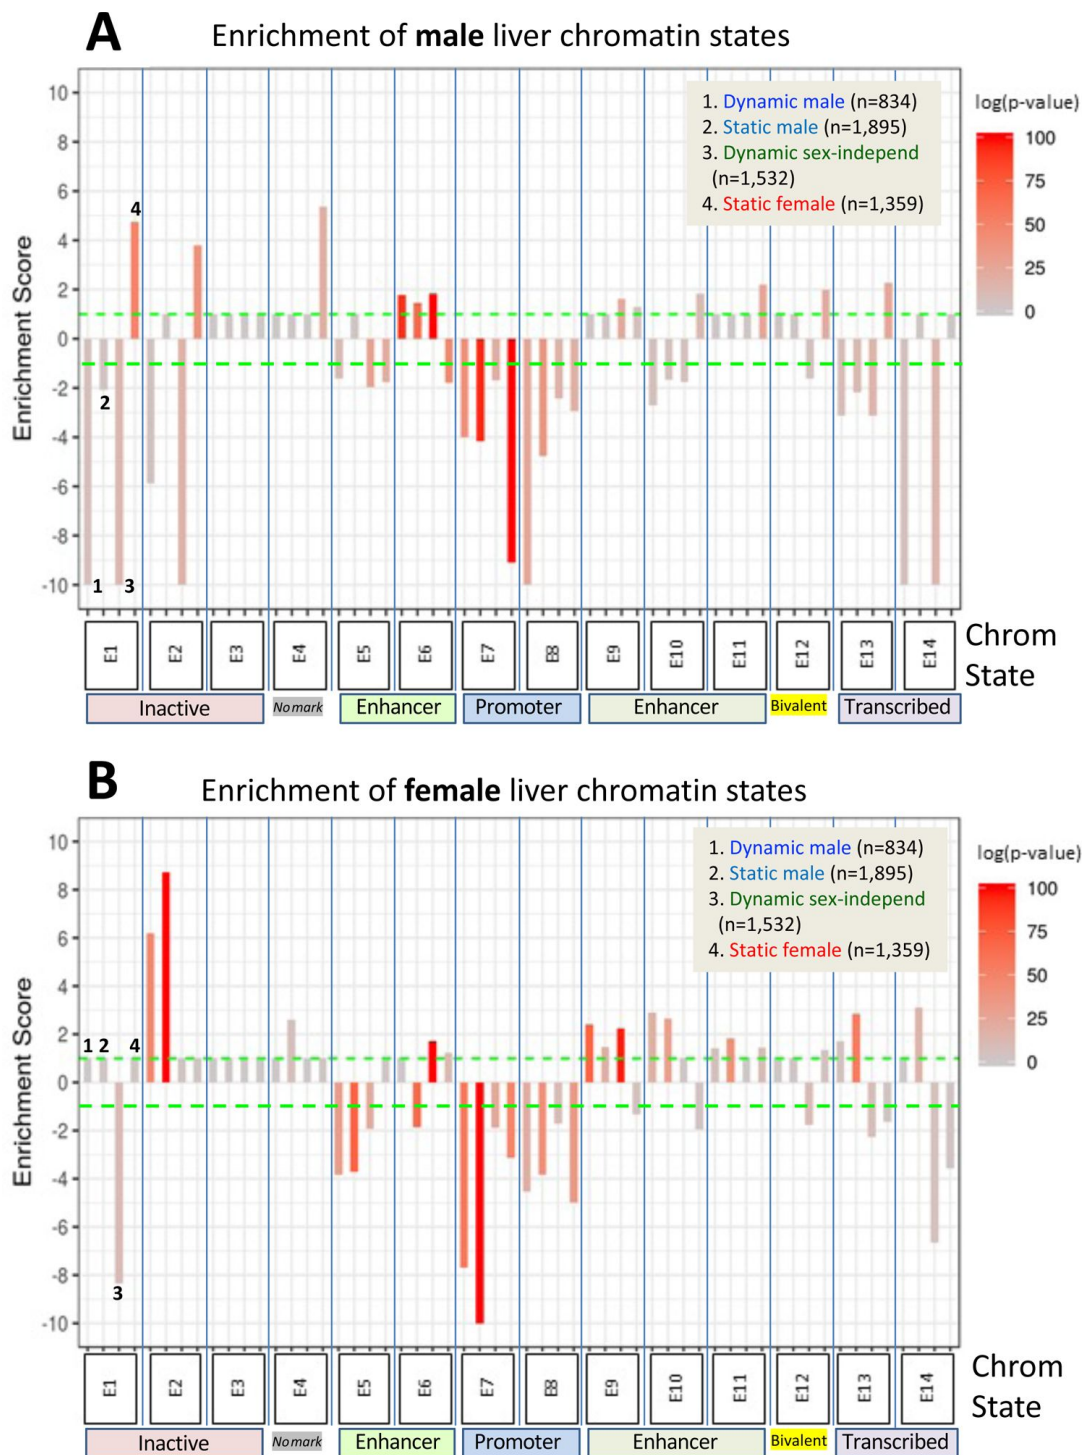 A
Enrichment of male liver chromatin states
10
8
6
4
2
0
-2
-4
-6
-8
-10
Enrichment Score
1. Dynamic male (n=834)
2. Static male (n=1,895)
3. Dynamic sex-independ
(n=1,532)
4. Static female (n=1,359)
log(p-value)
100
75
50
25
0
4
2
1
3
E1 E2 E3 E4 E5 E6 E7 E8 E9 E10 E11 E12 E13 E14
Chrom
State
Inactive No mark Enhancer Promoter Enhancer Bivalent Transcribed
B
Enrichment of female liver chromatin states
10
8
6
4
2
0
-2
-4
-6
-8
-10
Enrichment Score
1. Dynamic male (n=834)
2. Static male (n=1,895)
3. Dynamic sex-independ
(n=1,532)
4. Static female (n=1,359)
log(p-value)
100
75
50
25
0
1 2 4
3
E1 E2 E3 E4 E5 E6 E7 E8 E9 E10 E11 E12 E13 E14
Chrom
State
Inactive No mark Enhancer Promoter Enhancer Bivalent Transcribed